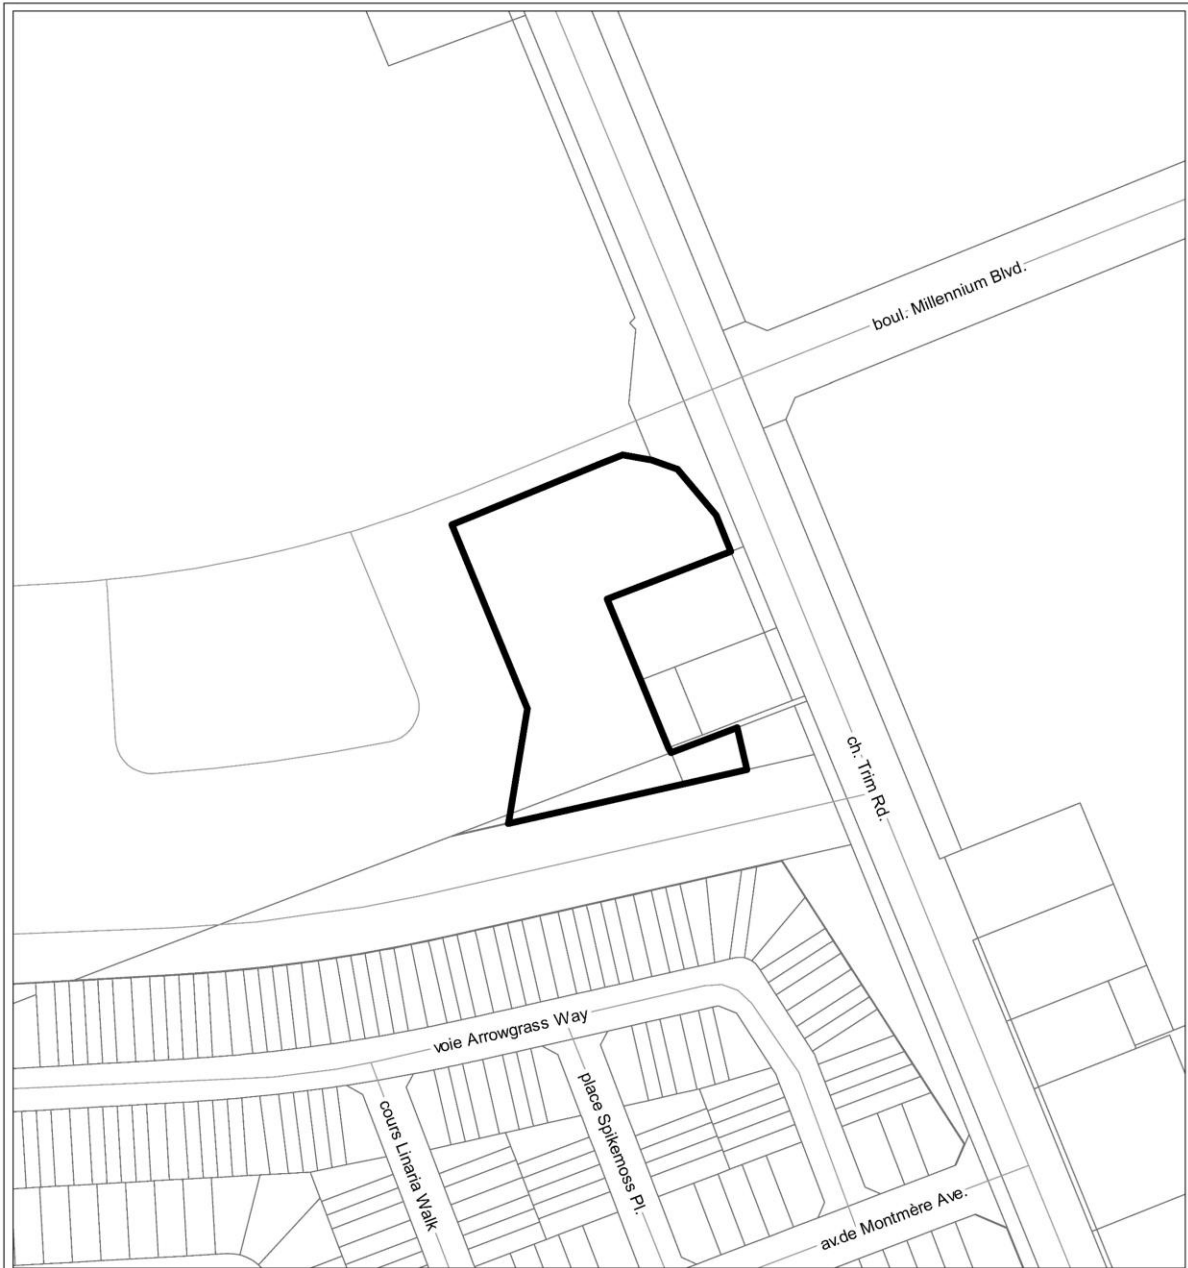 boul. Millennium Blvd.
ch. Trim Rd.
voie Arrowgrass Way
place Spikemoss Pl.
cours Linaria Walk
av.de Montmère Ave.